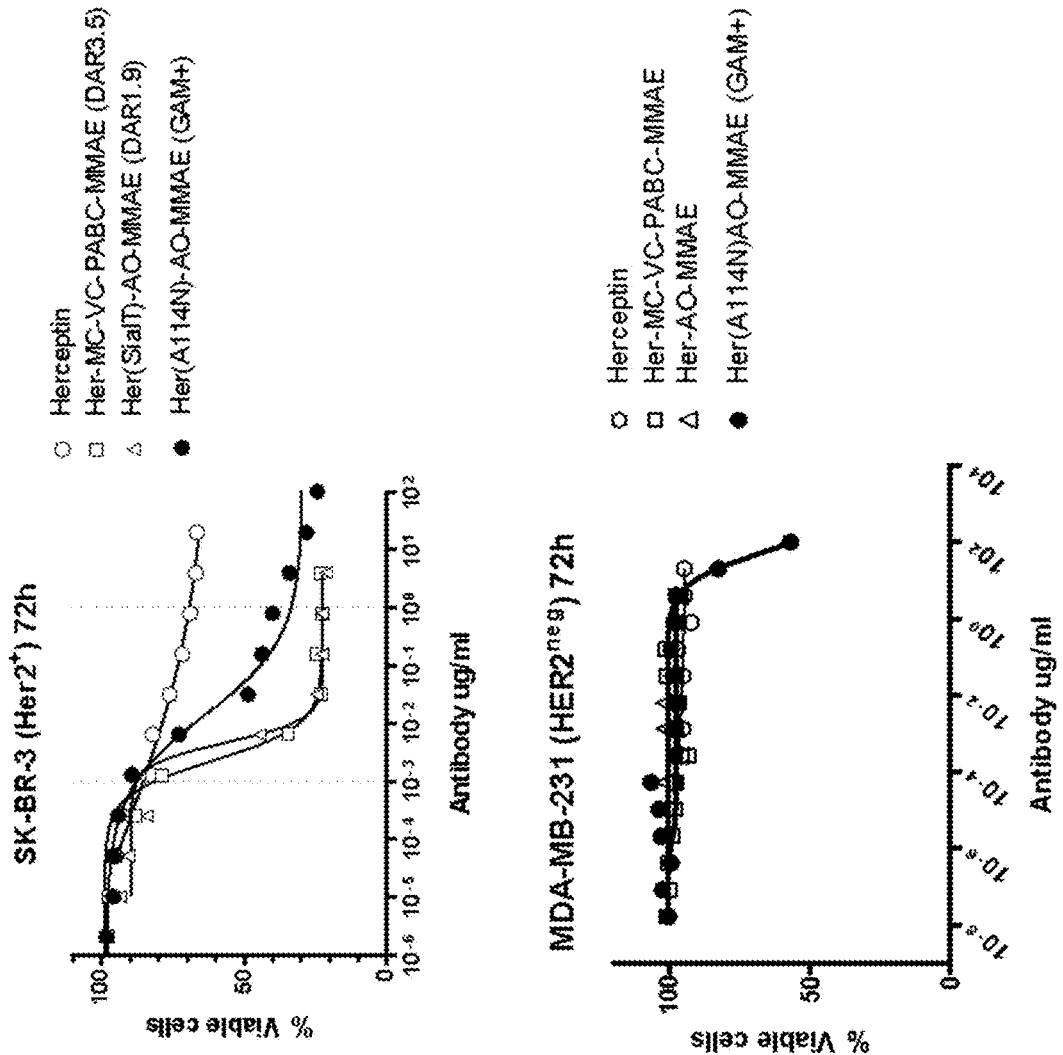 SK-BR-3 (Her2⁺) 72h
% Viable cells
100
50
0
10⁻⁶ 10⁻⁵ 10⁻⁴ 10⁻³ 10⁻² 10⁻¹ 10⁰ 10¹ 10²
Antibody ug/ml
Herceptin
Her-MC-VC-PABC-MMAE (DAR3.5)
Her(SialT)-AO-MMAE (DAR1.9)
Her(A114N)-AO-MMAE (GAM+)
MDA-MB-231 (HER2ⁿᵉᵍ) 72h
% Viable cells
100
50
0
10⁻⁸ 10⁻⁶ 10⁻⁴ 10⁻² 10⁰ 10² 10⁴
Antibody ug/ml
Herceptin
Her-MC-VC-PABC-MMAE
Her-AO-MMAE
Her(A114N)AO-MMAE (GAM+)